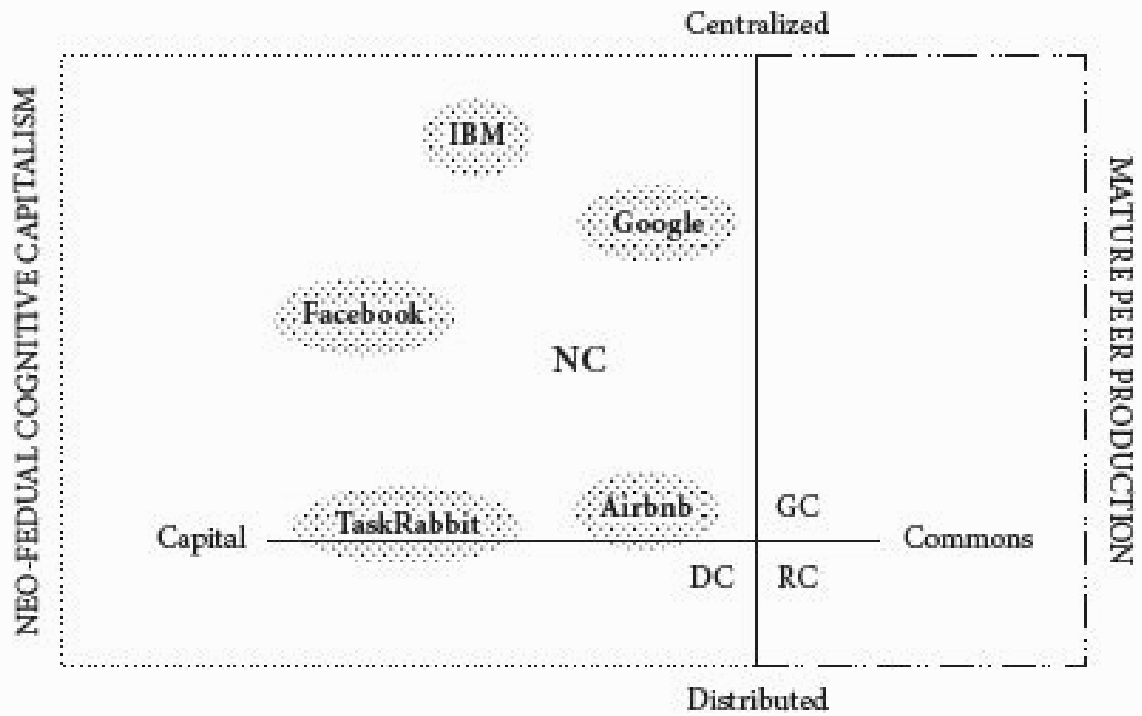 Centralized
NEO-FEDUAL COGNITIVE CAPITALISM
IBM
Google
Facebook
NC
MATURE PEER PRODUCTION
TaskRabbit
Airbnb
GC
Capital
Commons
DC
RC
Distributed